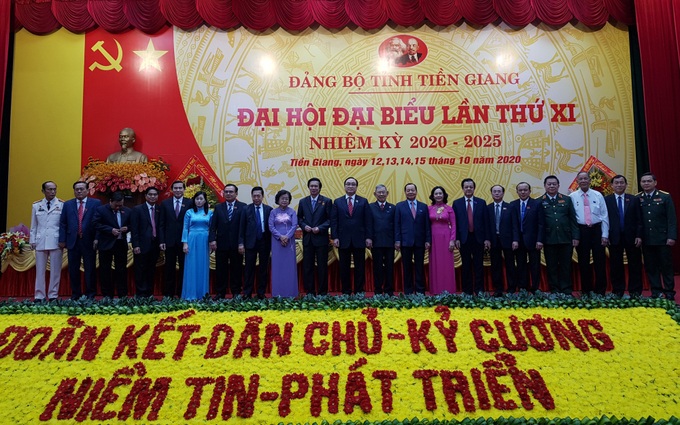 ĐẢNG BỘ TỈNH TIỀN GIANG
ĐẠI HỘI ĐẠI BIỂU LẦN THỨ XI
NHIỆM KỲ 2020 - 2025
Tiền Giang, ngày 12,13,14,15 tháng 10 năm 2020
ĐOÀN KẾT-DÂN CHỦ-KỶ CƯƠNG
NIỀM TIN-PHÁT TRIỂN